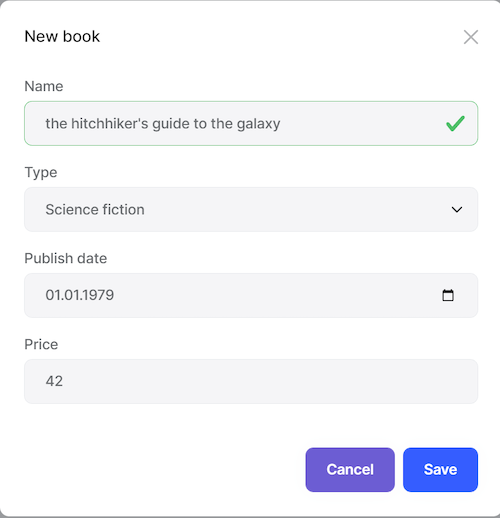 New book
Name
the hitchhiker's guide to the galaxy
Type
Science fiction
Publish date
01.01.1979
Price
42
Cancel Save